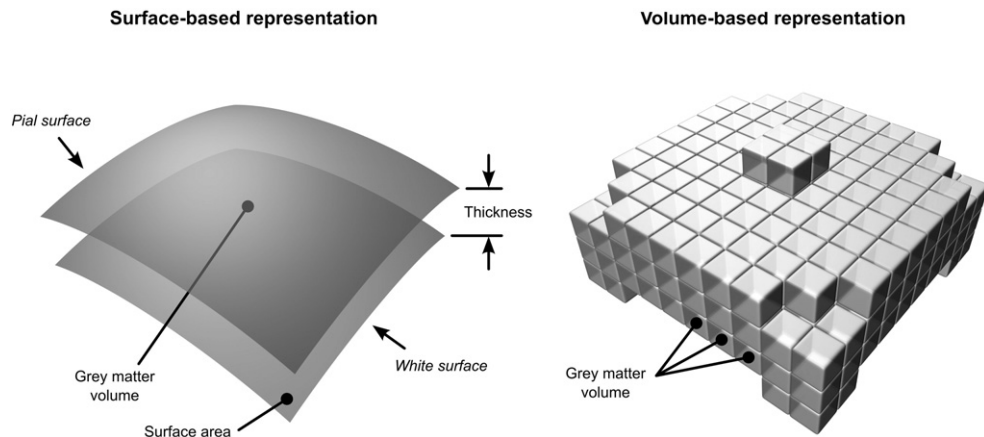 Surface-based representation
Volume-based representation
Pial surface
Thickness
White surface
Grey matter
volume
Surface area
Grey matter
volume